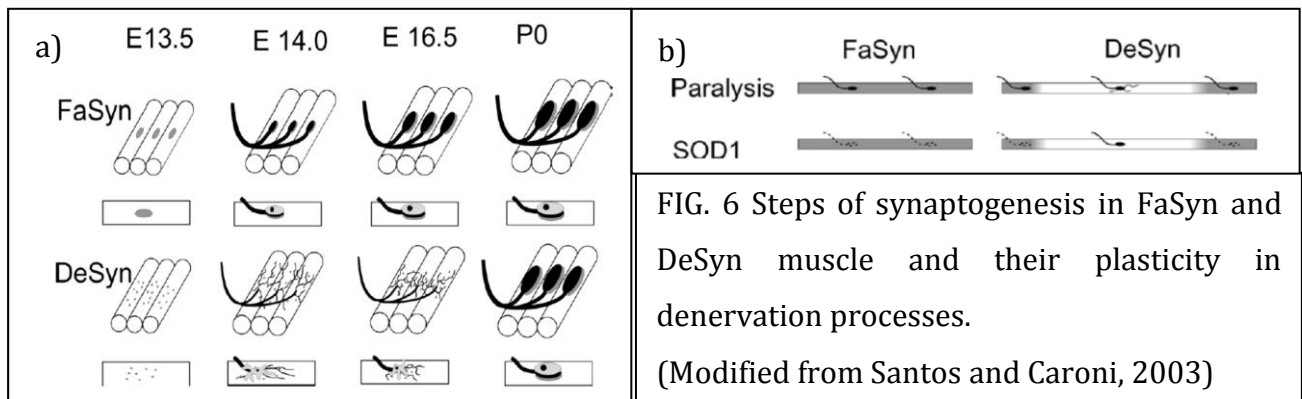 a)
E13.5 E 14.0 E 16.5 P0
FaSyn
DeSyn
b)
FaSyn DeSyn
Paralysis
SOD1
FIG. 6 Steps of synaptogenesis in FaSyn and
DeSyn muscle and their plasticity in
denervation processes.
(Modified from Santos and Caroni, 2003)